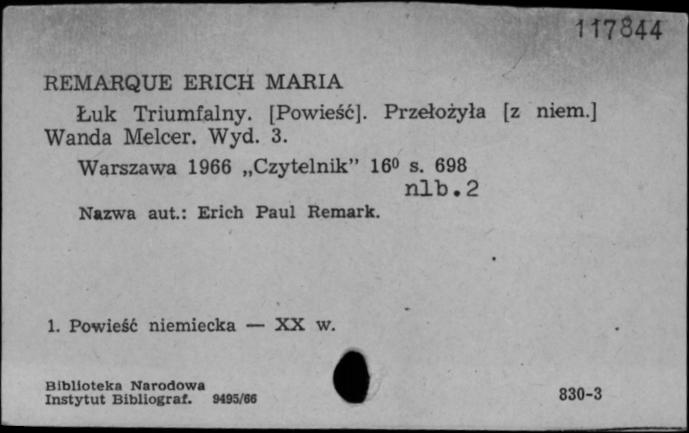 117844
REMARQUE ERICH MARIA
Łuk Triumfalny. [Powieść]. Przełożyła [z niem.]
Wanda Melcer. Wyd. 3.
Warszawa 1966 „Czytelnik” 16⁰ s. 698
nlb.2
Nazwa aut.: Erich Paul Remark.
1. Powieść niemiecka — XX w.
Biblioteka Narodowa
Instytut Bibliograf. 9495/66
830-3